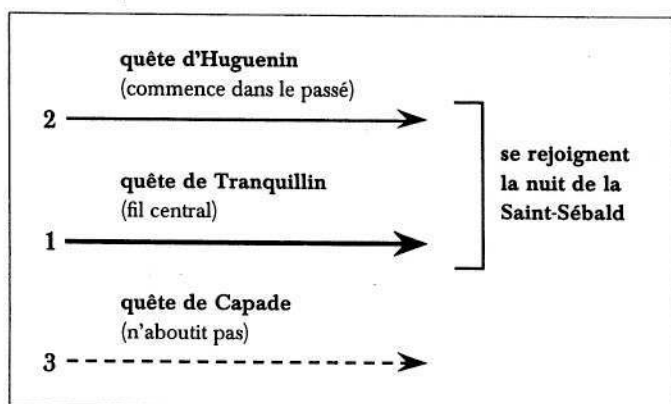 quête d'Huguenin
(commence dans le passé)
2
quête de Tranquillin
(fil central)
1
quête de Capade
(n'aboutit pas)
3
se rejoignent
la nuit de la
Saint-Sébald